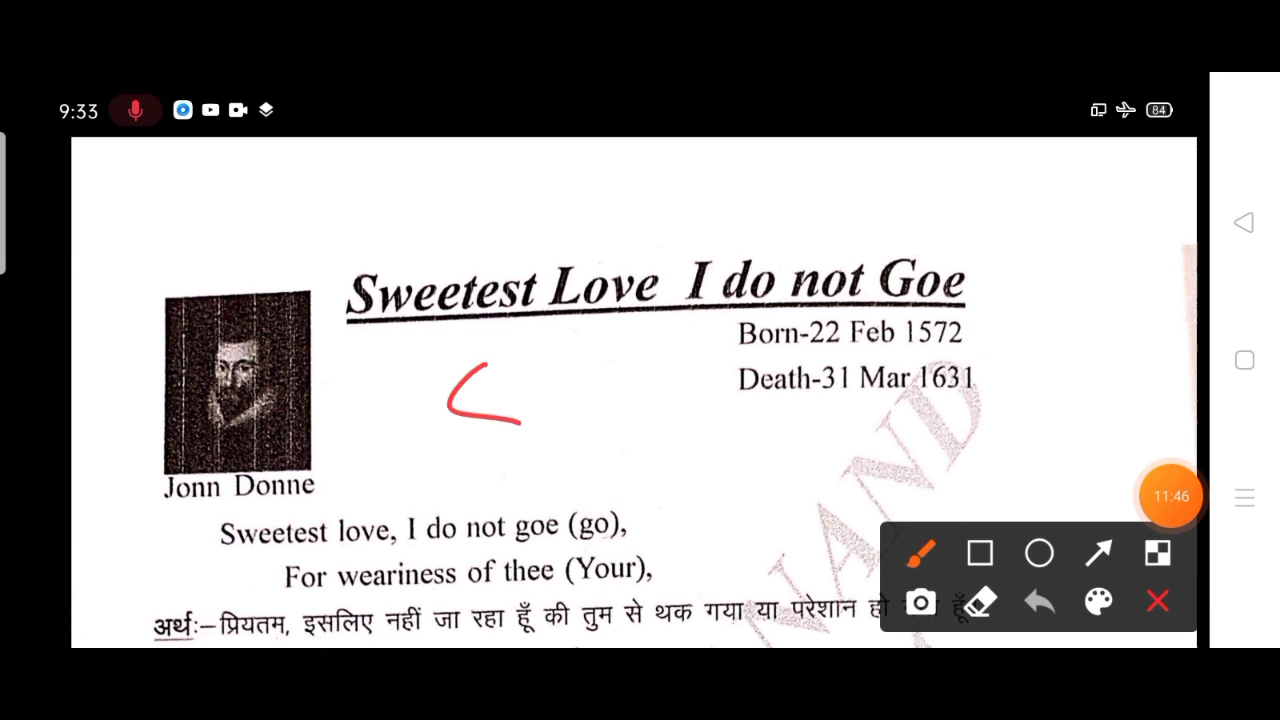 9:33
84
Sweetest Love I do not Goe
Born-22 Feb 1572
Death-31 Mar 1631
NAND
Jonn Donne
11:46
Sweetest love, I do not goe (go),
For weariness of thee (Your),
अर्थ:– प्रियतम, इसलिए नहीं जा रहा हूँ की तुम से थक गया या परेशान हो हूँ